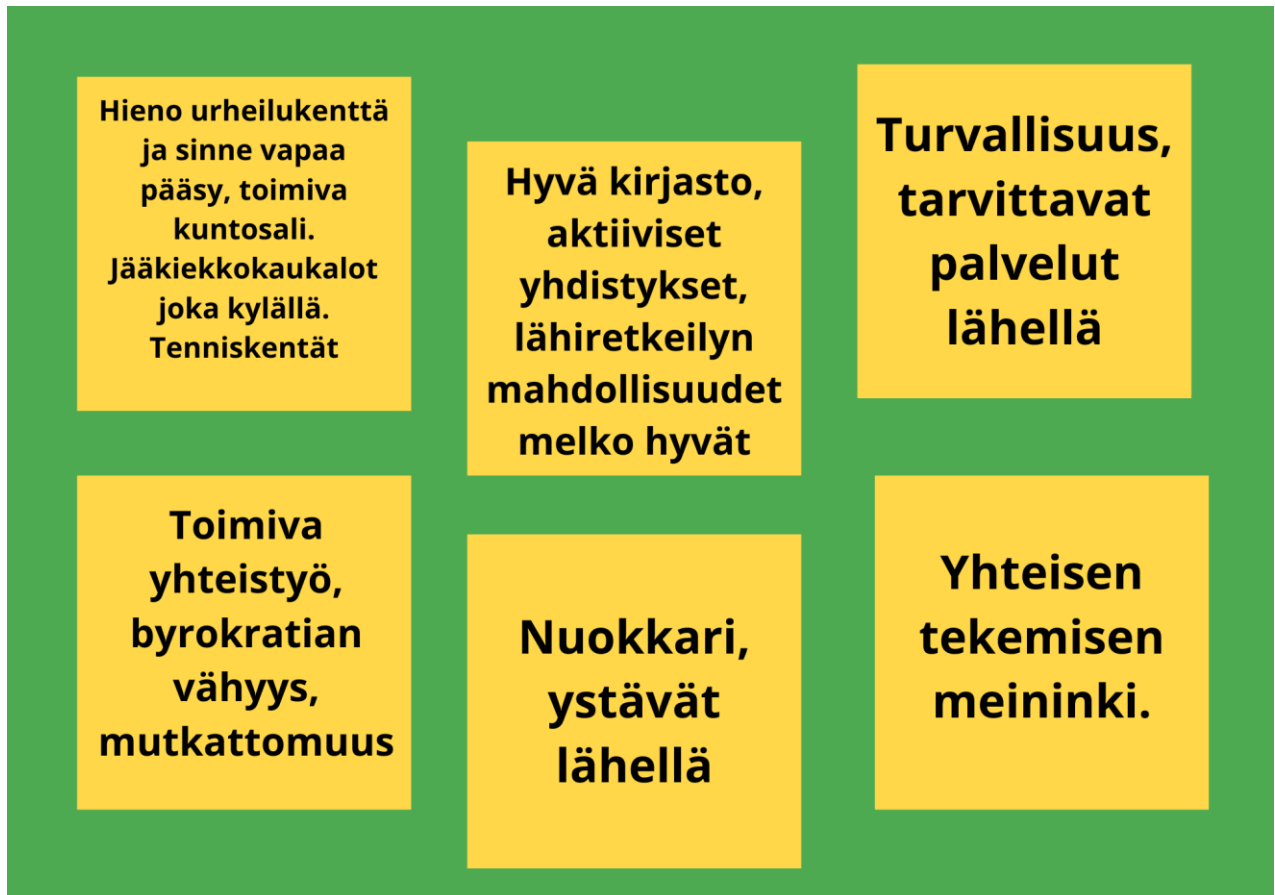 Hieno urheilukenttä
ja sinne vapaa
pääsy, toimiva
kuntosali.
Jääkiekkokaukalot
joka kylällä.
Tenniskentät
Hyvä kirjasto,
aktiiviset
yhdistykset,
lähiretkeilyn
mahdollisuudet
melko hyvät
Turvallisuus,
tarvittavat
palvelut
lähellä
Toimiva
yhteistyö,
byrokratian
vähyys,
mutkattomuus
Nuokkari,
ystävät
lähellä
Yhteisen
tekemisen
meininki.